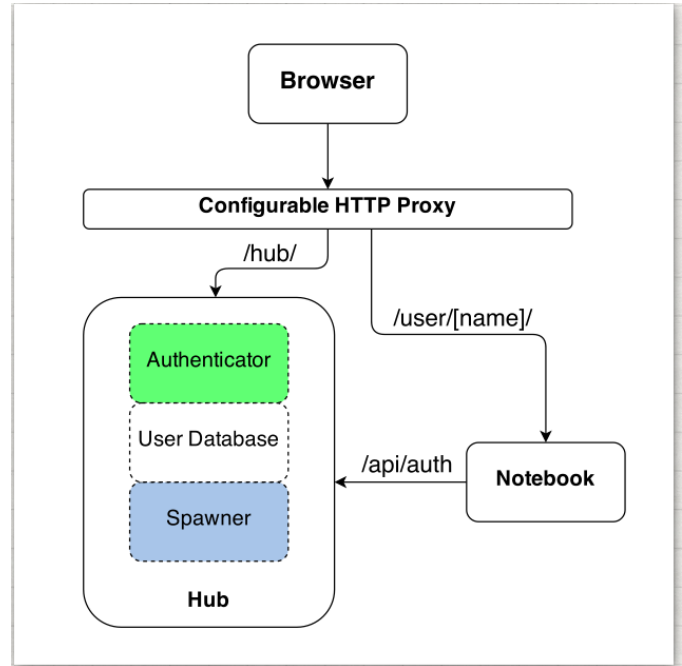 Browser
Configurable HTTP Proxy
/hub/
/user/[name]/
Authenticator
User Database
/api/auth
Notebook
Spawner
Hub